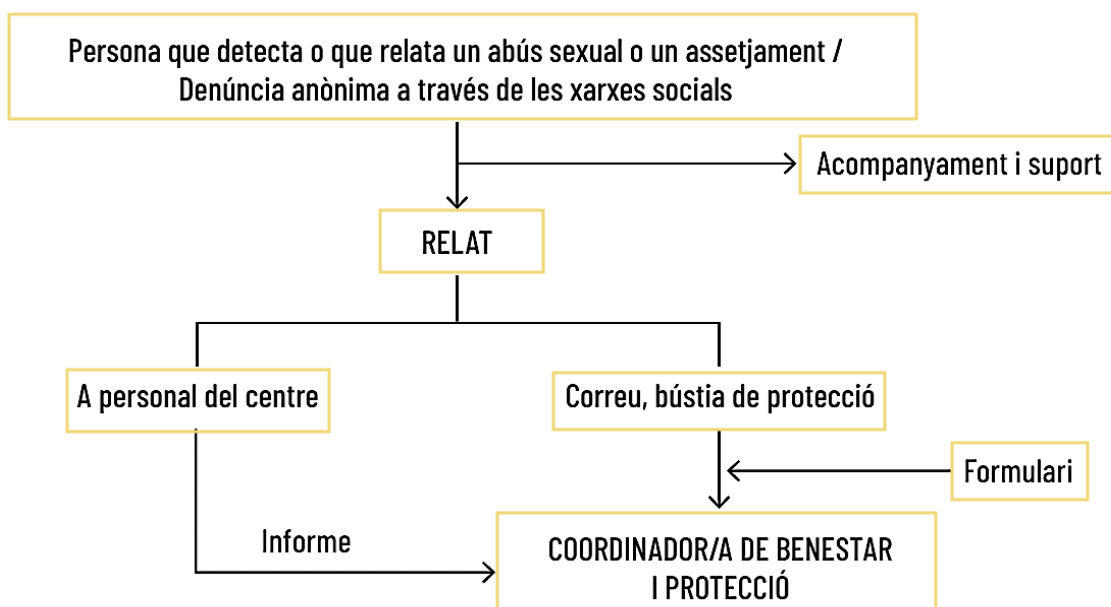 Persona que detecta o que relata un abús sexual o un assetjament /
Denúncia anònima a través de les xarxes socials
Acompanyament i suport
RELAT
A personal del centre
Correu, bústia de protecció
Formulari
Informe
COORDINADOR/A DE BENESTAR
I PROTECCIÓ